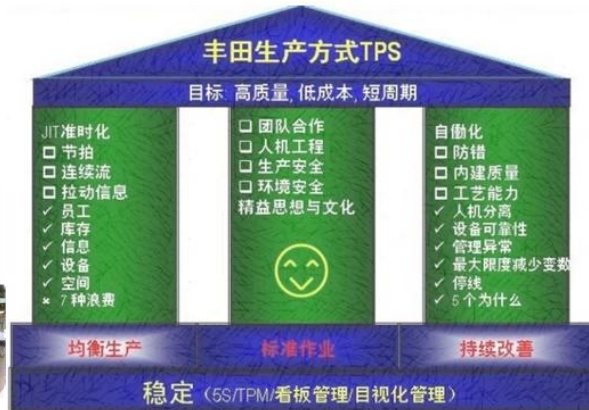 丰田生产方式TPS
目标: 高质量, 低成本, 短周期
JIT准时化
节拍
连续流
拉动信息
员工
库存
信息
设备
空间
7 种浪费
团队合作
人机工程
生产安全
环境安全
精益思想与文化
自働化
防错
内建质量
工艺能力
人机分离
设备可靠性
管理异常
最大限度减少变数
停线
5 个为什么
均衡生产
标准作业
持续改善
稳定（5S/TPM/看板管理/目视化管理）